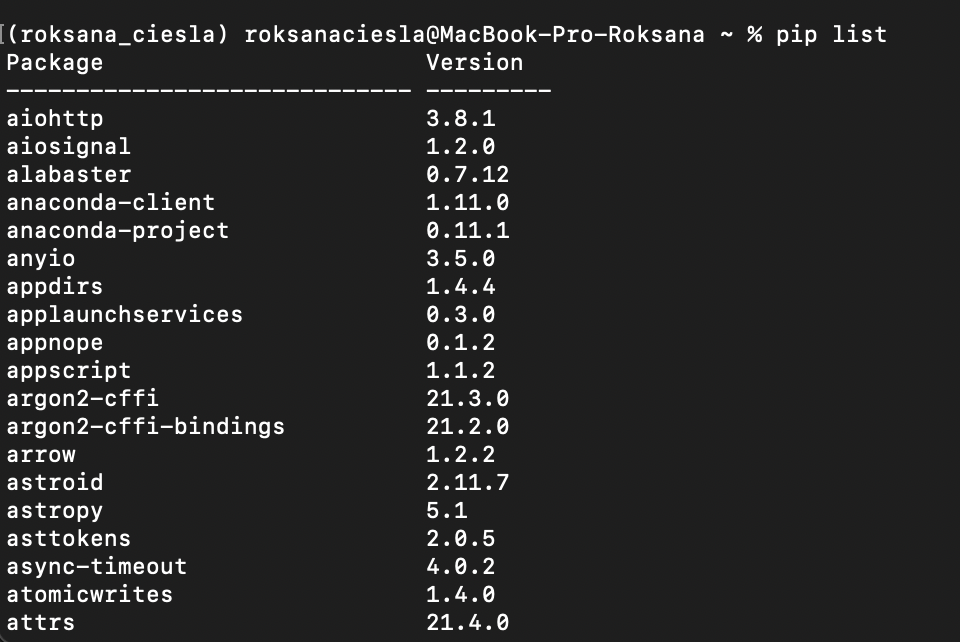 (roksana_ciesla) roksanaciesla@MacBook-Pro-Roksana ~ % pip list
Package Version
----------------------------- ---------
aiohttp 3.8.1
aiosignal 1.2.0
alabaster 0.7.12
anaconda-client 1.11.0
anaconda-project 0.11.1
anyio 3.5.0
appdirs 1.4.4
applaunchservices 0.3.0
appnope 0.1.2
appscript 1.1.2
argon2-cffi 21.3.0
argon2-cffi-bindings 21.2.0
arrow 1.2.2
astroid 2.11.7
astropy 5.1
asttokens 2.0.5
async-timeout 4.0.2
atomicwrites 1.4.0
attrs 21.4.0